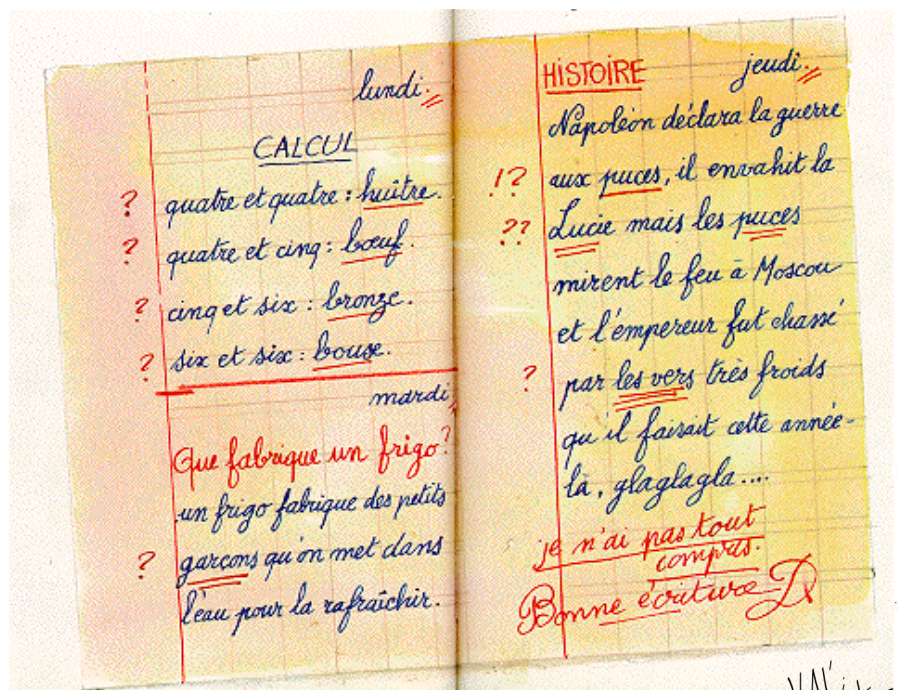 lundi.
CALCUL
? quatre et quatre : huître.
? quatre et cinq : bœuf.
? cinq et six : bronze.
? six et six : bouse.
mardi
Que fabrique un frigo ?
un frigo fabrique des petits
? garçons qu'on met dans
l'eau pour la rafraîchir.
HISTOIRE jeudi.
Napoléon déclara la guerre
!? aux puces, il envahit la
?? Lucie mais les puces
mirent le feu à Moscou
et l'empereur fut chassé
? par les vers très froids
qu'il faisait cette année-
là, glaglagla....
je n'ai pas tout
compris.
Bonne écriture